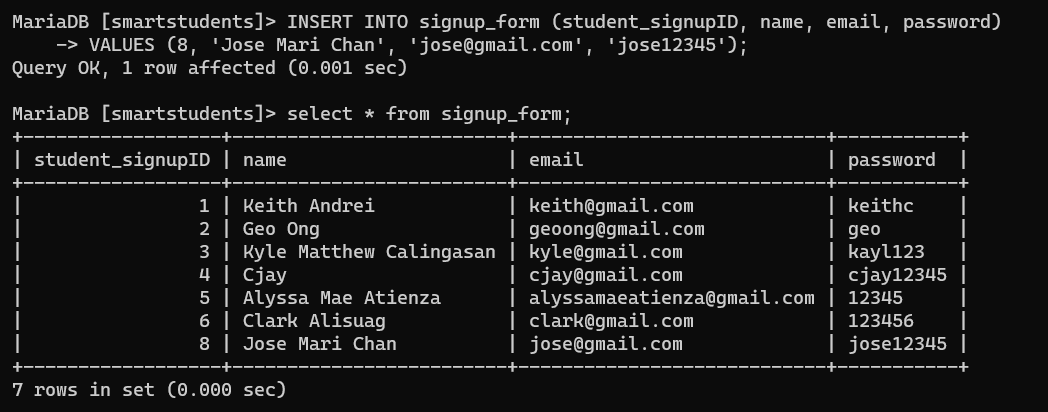 MariaDB [smartstudents]> INSERT INTO signup_form (student_signupID, name, email, password)
    -> VALUES (8, 'Jose Mari Chan', 'jose@gmail.com', 'jose12345');
Query OK, 1 row affected (0.001 sec)

MariaDB [smartstudents]> select * from signup_form;
+------------------+-------------------------+----------------------------+-----------+
| student_signupID | name                    | email                      | password  |
+------------------+-------------------------+----------------------------+-----------+
|                1 | Keith Andrei            | keith@gmail.com            | keithc    |
|                2 | Geo Ong                 | geoong@gmail.com           | geo       |
|                3 | Kyle Matthew Calingasan | kyle@gmail.com             | kayl123   |
|                4 | Cjay                    | cjay@gmail.com             | cjay12345 |
|                5 | Alyssa Mae Atienza      | alyssamaeatienza@gmail.com | 12345     |
|                6 | Clark Alisuag           | clark@gmail.com            | 123456    |
|                8 | Jose Mari Chan          | jose@gmail.com             | jose12345 |
+------------------+-------------------------+----------------------------+-----------+
7 rows in set (0.000 sec)